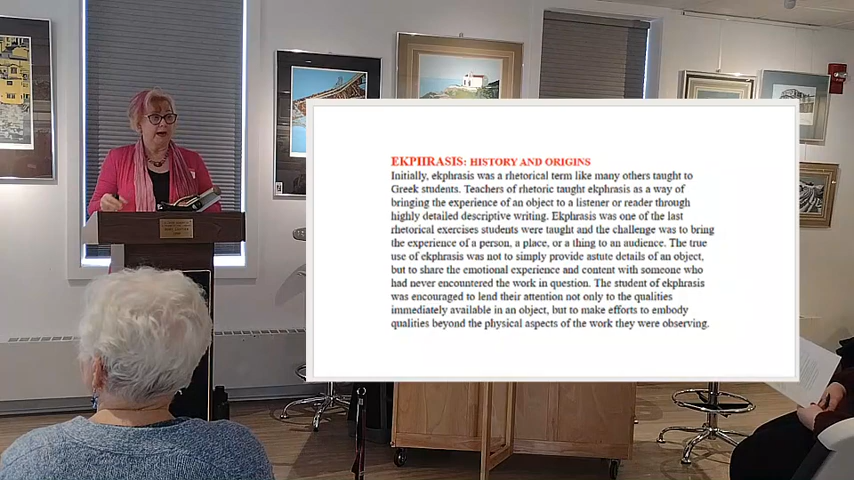 EKPHRASIS: HISTORY AND ORIGINS
Initially, ekphrasis was a rhetorical term like many others taught to
Greek students. Teachers of rhetoric taught ekphrasis as a way of
bringing the experience of an object to a listener or reader through
highly detailed descriptive writing. Ekphrasis was one of the last
rhetorical exercises students were taught and the challenge was to bring
the experience of a person, a place, or a thing to an audience. The true
use of ekphrasis was not to simply provide astute details of an object,
but to share the emotional experience and content with someone who
had never encountered the work in question. The student of ekphrasis
was encouraged to lend their attention not only to the qualities
immediately available in an object, but to make efforts to embody
qualities beyond the physical aspects of the work they were observing.